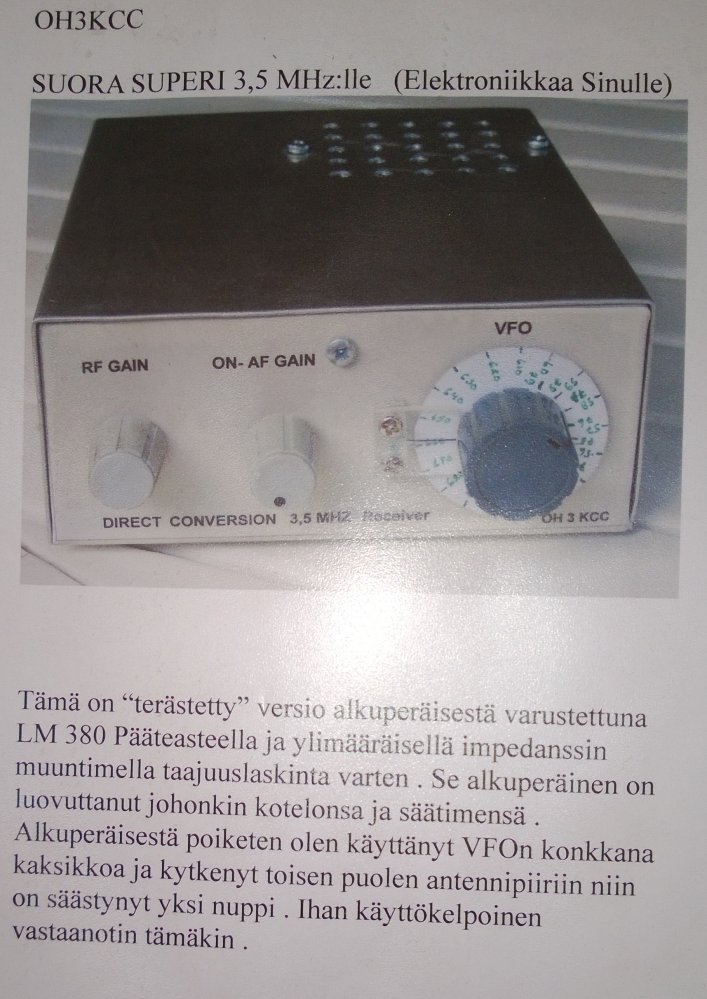 OH3KCC
SUORA SUPERI 3,5 MHz:lle (Elektroniikkaa Sinulle)
VFO
RF GAIN
ON- AF GAIN
DIRECT CONVERSION 3,5 MHZ Receiver
OH 3 KCC
Tämä on “terästetty” versio alkuperäisestä varustettuna
LM 380 Pääteasteella ja ylimääräisellä impedanssin
muuntimella taajuuslaskinta varten . Se alkuperäinen on
luovuttanut johonkin kotelonsa ja säätimensä .
Alkuperäisestä poiketen olen käyttänyt VFOn konkkana
kaksikkoa ja kytkenyt toisen puolen antennipiiriin niin
on säästynyt yksi nuppi . Ihan käyttökelpoinen
vastaanotin tämäkin .